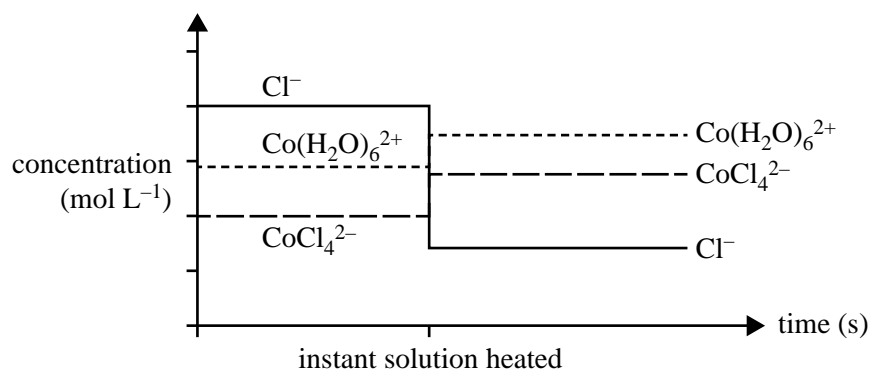 Cl⁻
Co(H₂O)₆²⁺
Co(H₂O)₆²⁺
concentration
(mol L⁻¹)
CoCl₄²⁻
CoCl₄²⁻
Cl⁻
time (s)
instant solution heated